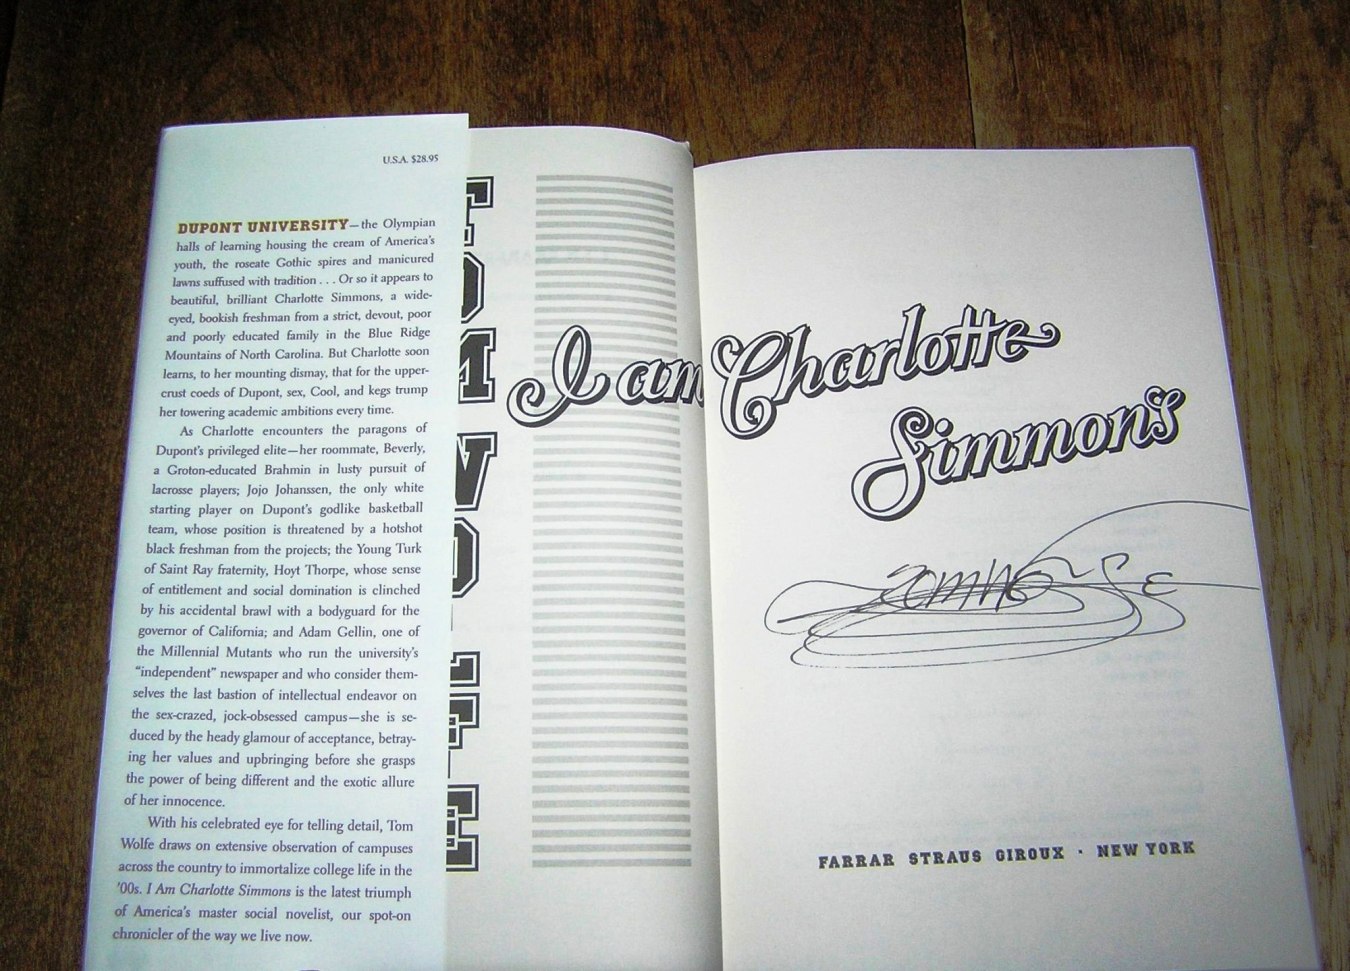 U.S.A. $28.95
DUPONT UNIVERSITY—the Olympian
halls of learning housing the cream of America's
youth, the roseate Gothic spires and manicured
lawns suffused with tradition . . . Or so it appears to
beautiful, brilliant Charlotte Simmons, a wide-
eyed, bookish freshman from a strict, devout, poor
and poorly educated family in the Blue Ridge
Mountains of North Carolina. But Charlotte soon
learns, to her mounting dismay, that for the upper-
crust coeds of Dupont, sex, Cool, and kegs trump
her towering academic ambitions every time.
As Charlotte encounters the paragons of
Dupont's privileged elite—her roommate, Beverly,
a Groton-educated Brahmin in lusty pursuit of
lacrosse players; Jojo Johanssen, the only white
starting player on Dupont's godlike basketball
team, whose position is threatened by a hotshot
black freshman from the projects; the Young Turk
of Saint Ray fraternity, Hoyt Thorpe, whose sense
of entitlement and social domination is clinched
by his accidental brawl with a bodyguard for the
governor of California; and Adam Gellin, one of
the Millennial Mutants who run the university's
"independent" newspaper and who consider them-
selves the last bastion of intellectual endeavor on
the sex-crazed, jock-obsessed campus—she is se-
duced by the heady glamour of acceptance, betray-
ing her values and upbringing before she grasps
the power of being different and the exotic allure
of her innocence.
With his celebrated eye for telling detail, Tom
Wolfe draws on extensive observation of campuses
across the country to immortalize college life in the
'00s. I Am Charlotte Simmons is the latest triumph
of America's master social novelist, our spot-on
chronicler of the way we live now.
TOM WOLFE
I am Charlotte
Simmons
FARRAR STRAUS GIROUX · NEW YORK